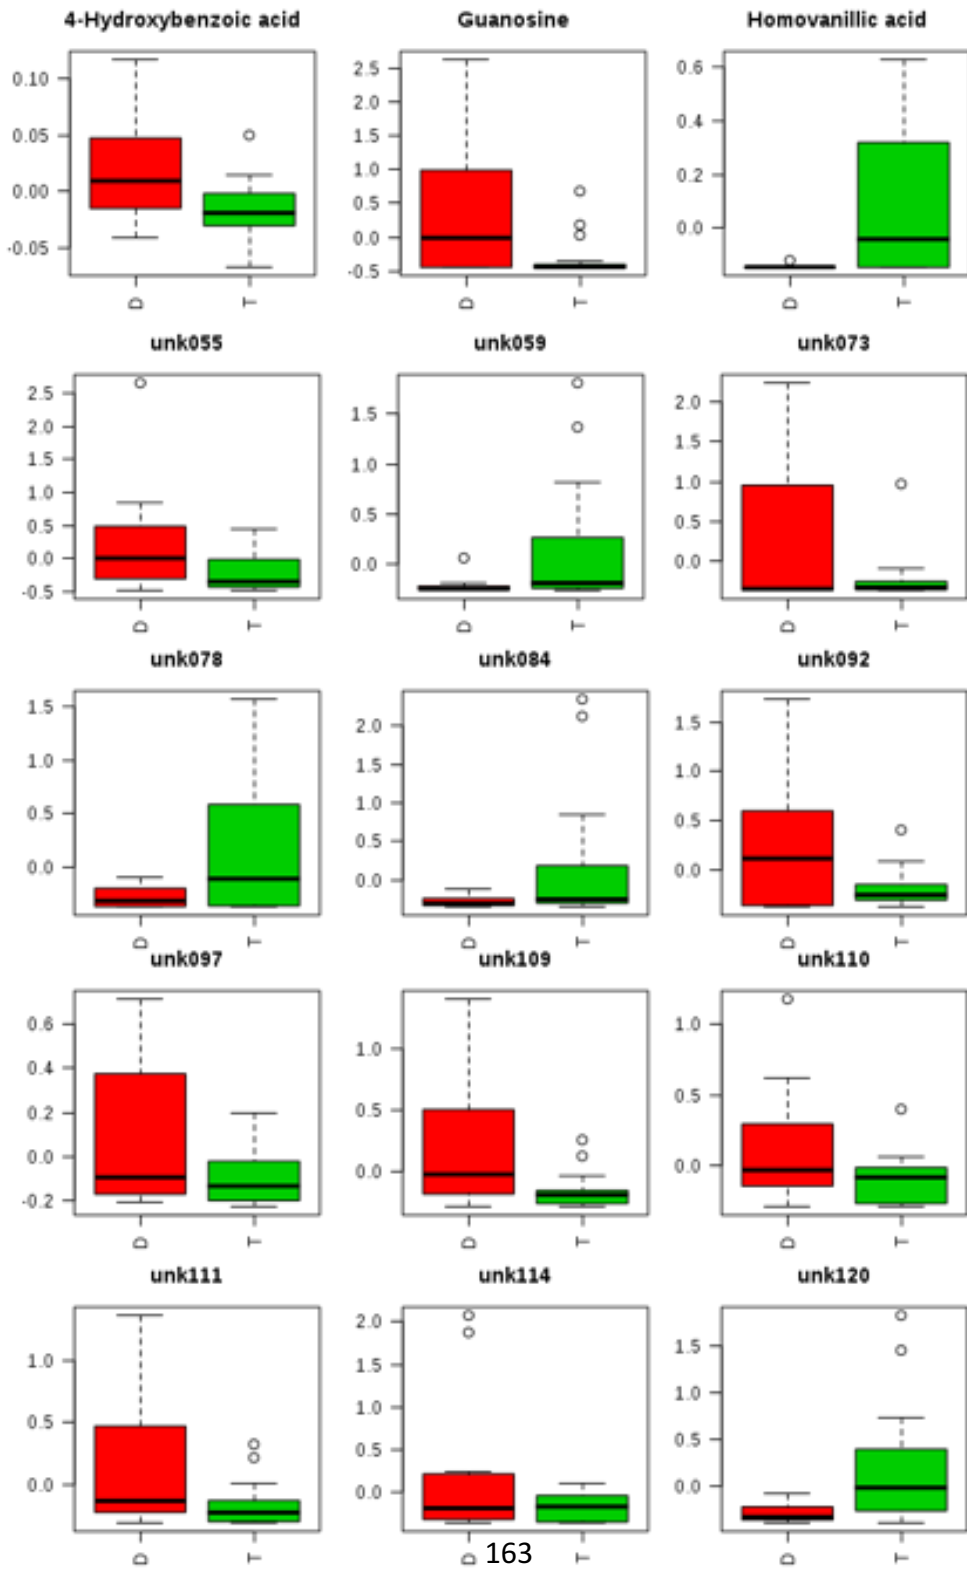 4-Hydroxybenzoic acid Guanosine Homovanillic acid
0.10 0.05 0.00 -0.05 2.5 2.0 1.5 1.0 0.5 0.0 -0.5 0.6 0.4 0.2 0.0
D T D T D T
unk055 unk059 unk073
2.5 2.0 1.5 1.0 0.5 0.0 -0.5 1.5 1.0 0.5 0.0 2.0 1.5 1.0 0.5 0.0
D T D T D T
unk078 unk084 unk092
1.5 1.0 0.5 0.0 2.0 1.5 1.0 0.5 0.0 1.5 1.0 0.5 0.0
D T D T D T
unk097 unk109 unk110
0.6 0.4 0.2 0.0 -0.2 1.0 0.5 0.0 1.0 0.5 0.0
D T D T D T
unk111 unk114 unk120
1.0 0.5 0.0 2.0 1.5 1.0 0.5 0.0 1.5 1.0 0.5 0.0
D T D T D T
163